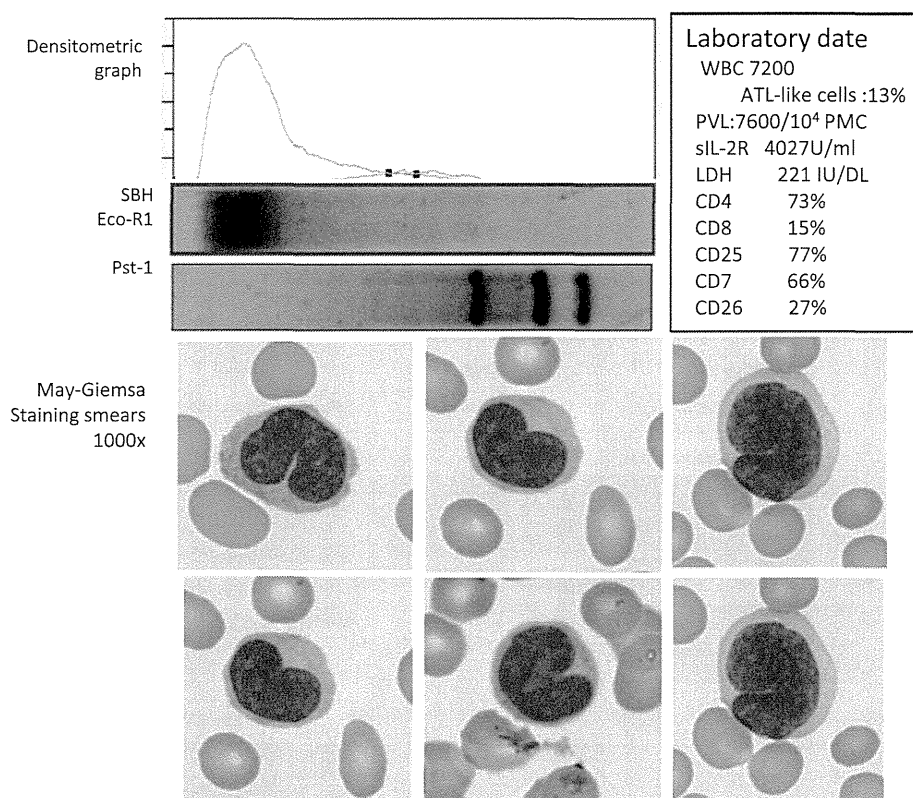 Densitometric
graph
SBH
Eco-R1
Pst-1
May-Giemsa
Staining smears
1000x
Laboratory date
WBC 7200
ATL-like cells :13%
PVL:7600/10⁴ PMC
sIL-2R 4027U/ml
LDH 221 IU/DL
CD4 73%
CD8 15%
CD25 77%
CD7 66%
CD26 27%